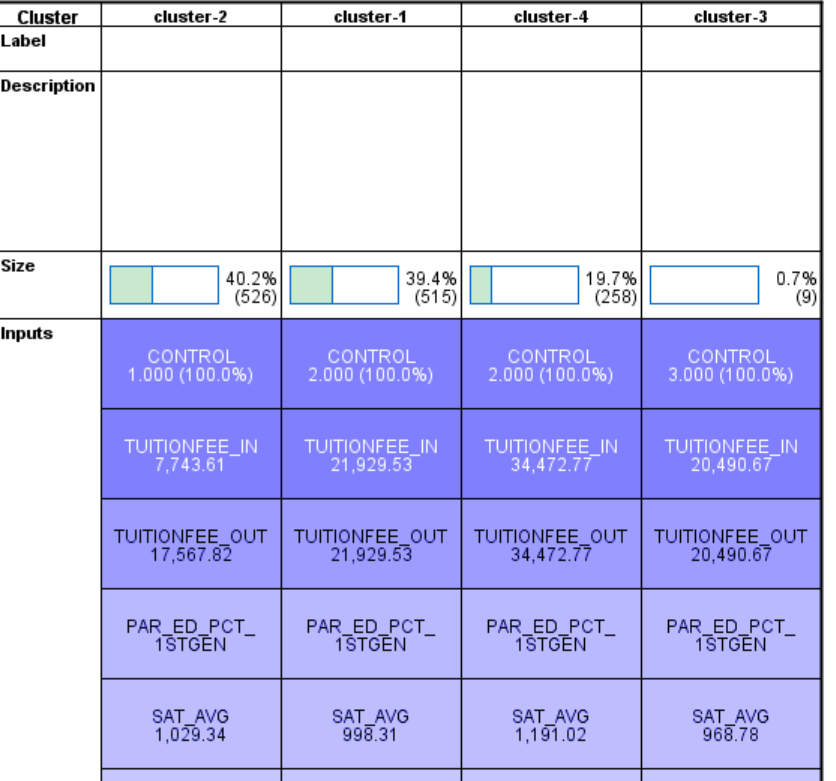 Cluster cluster-2 cluster-1 cluster-4 cluster-3
Label
Description
Size
40.2% 39.4% 19.7% 0.7%
(526) (515) (258) (9)
Inputs
CONTROL CONTROL CONTROL CONTROL
1.000 (100.0%) 2.000 (100.0%) 2.000 (100.0%) 3.000 (100.0%)
TUITIONFEE_IN TUITIONFEE_IN TUITIONFEE_IN TUITIONFEE_IN
7,743.61 21,929.53 34,472.77 20,490.67
TUITIONFEE_OUT TUITIONFEE_OUT TUITIONFEE_OUT TUITIONFEE_OUT
17,567.82 21,929.53 34,472.77 20,490.67
PAR_ED_PCT_ PAR_ED_PCT_ PAR_ED_PCT_ PAR_ED_PCT_
1STGEN 1STGEN 1STGEN 1STGEN
SAT_AVG SAT_AVG SAT_AVG SAT_AVG
1,029.34 998.31 1,191.02 968.78